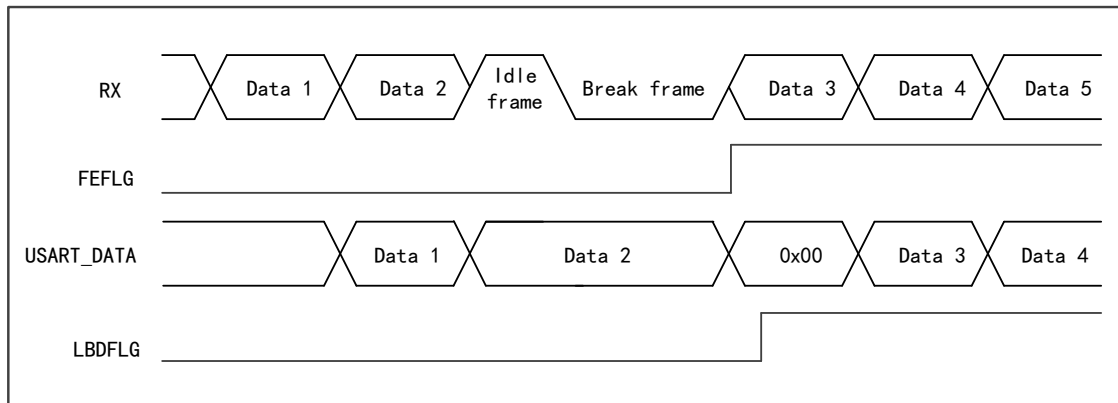 RX
Data 1
Data 2
Idle
frame
Break frame
Data 3
Data 4
Data 5
FEFLG
USART_DATA
Data 1
Data 2
0x00
Data 3
Data 4
LBDFLG